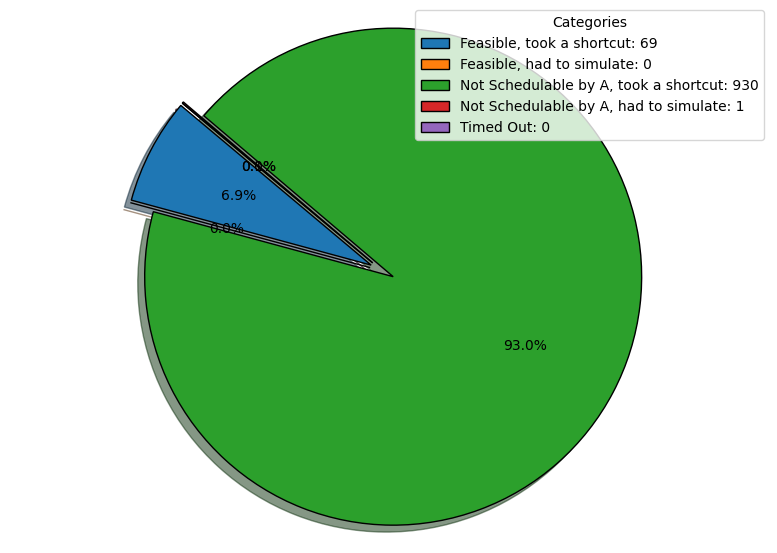 Categories
Feasible, took a shortcut: 69
Feasible, had to simulate: 0
Not Schedulable by A, took a shortcut: 930
Not Schedulable by A, had to simulate: 1
Timed Out: 0
6.9%
0.0%
93.0%